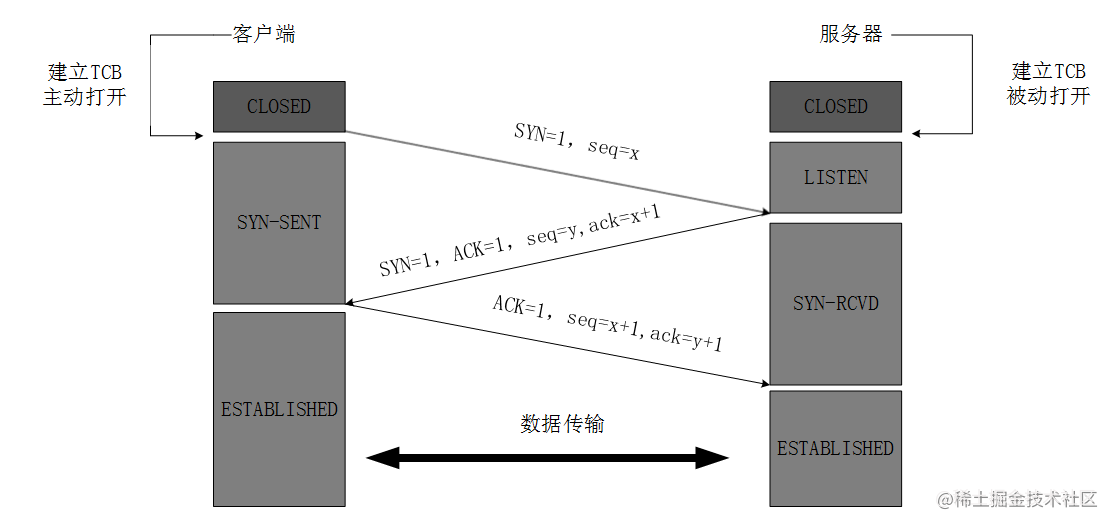 客户端
服务器
建立TCB
主动打开
建立TCB
被动打开
CLOSED
CLOSED
SYN=1, seq=x
LISTEN
SYN-SENT
SYN=1, ACK=1, seq=y,ack=x+1
SYN-RCVD
ACK=1, seq=x+1,ack=y+1
ESTABLISHED
数据传输
ESTABLISHED
@稀土掘金技术社区